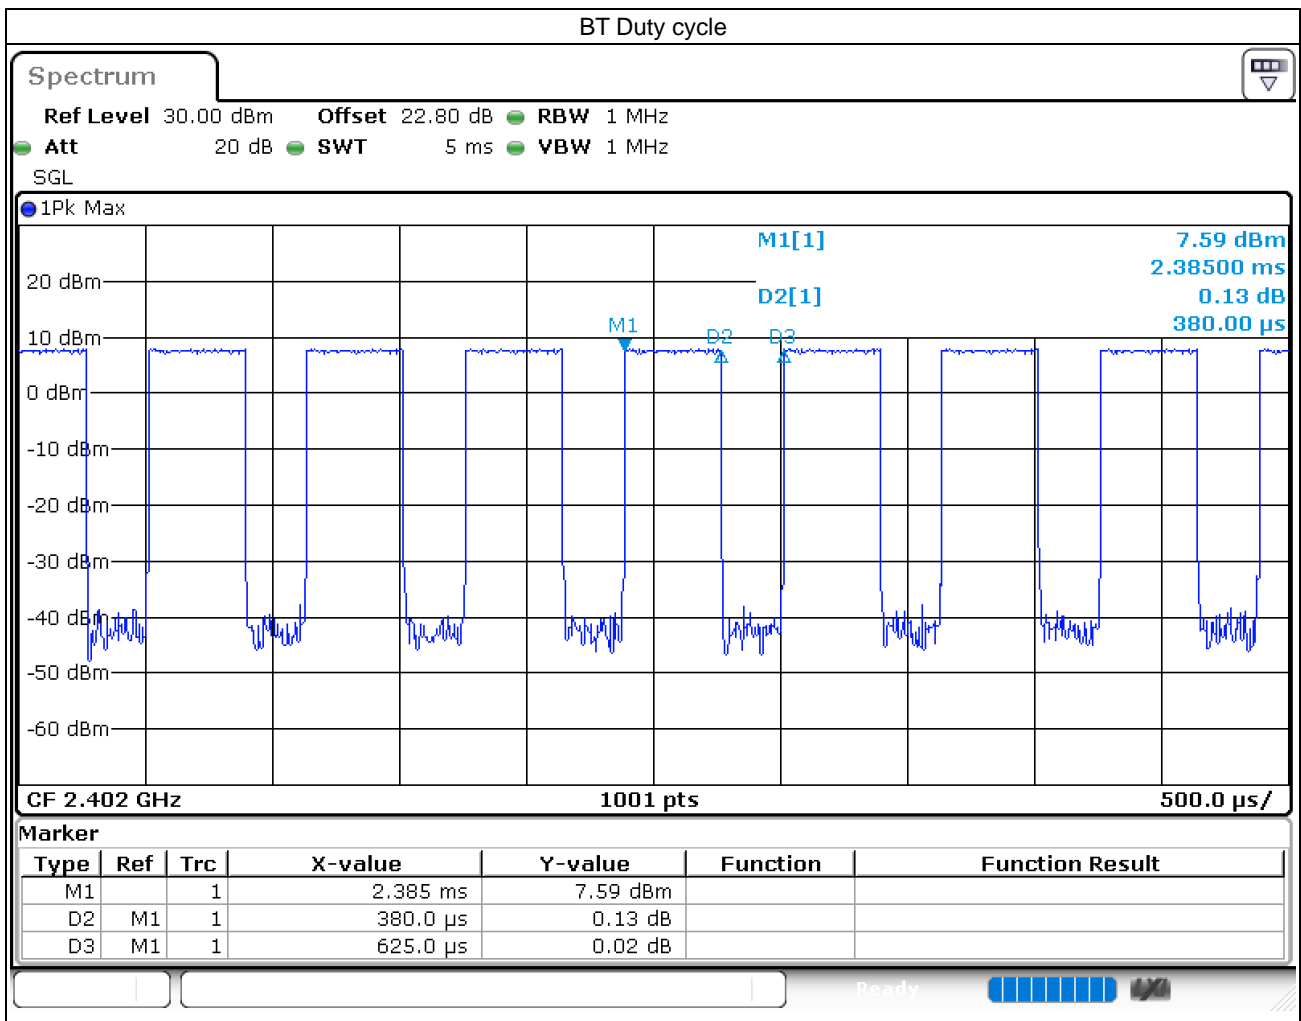 BT Duty cycle
Spectrum
Ref Level 30.00 dBm Offset 22.80 dB RBW 1 MHz
Att 20 dB SWT 5 ms VBW 1 MHz
SGL
1Pk Max
M1[1] 7.59 dBm
2.38500 ms
20 dBm
D2[1] 0.13 dB
380.00 µs
M1
10 dBm D2 D3
0 dBm
-10 dBm
-20 dBm
-30 dBm
-40 dBm
-50 dBm
-60 dBm
CF 2.402 GHz 1001 pts 500.0 µs/
Marker
Type Ref Trc X-value Y-value Function Function Result
M1 1 2.385 ms 7.59 dBm
D2 M1 1 380.0 µs 0.13 dB
D3 M1 1 625.0 µs 0.02 dB
Ready